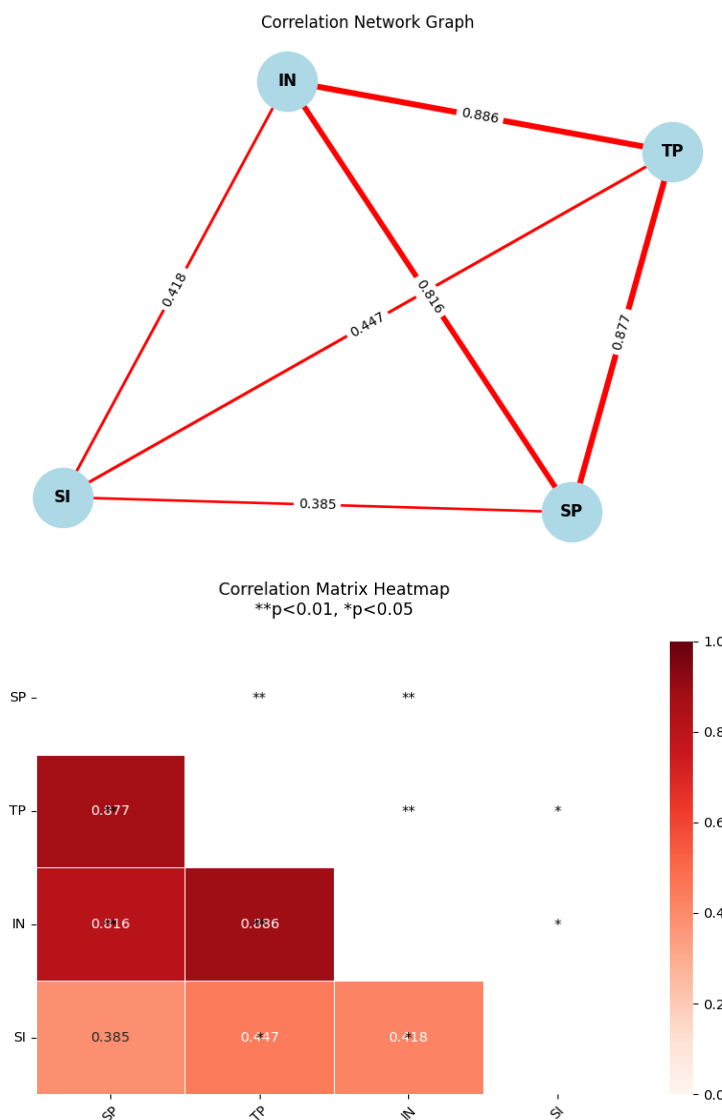 Correlation Network Graph
IN
0.886
TP
0.418
0.816
0.447
0.877
SI
0.385
SP
Correlation Matrix Heatmap
**p<0.01, *p<0.05
1.0
SP ** **
0.8
TP 0.877 ** ** *
0.6
IN 0.816 ** 0.886 ** *
0.4
SI 0.385 0.447 * 0.418 *
0.2
0.0
SP TP IN SI